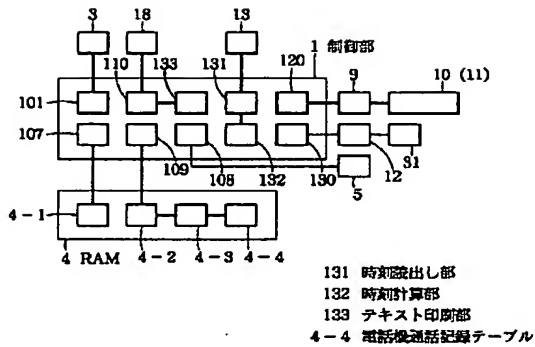 3 18 13
110 133 131 120 1 制御部
9 10 (11)
101
107
109 108 132 130 12 31
5
4-1
4 RAM 4-2 4-3 4-4
131 時刻読出し部
132 時刻計算部
133 テキスト印刷部
4-4 電話機通話記録テーブル